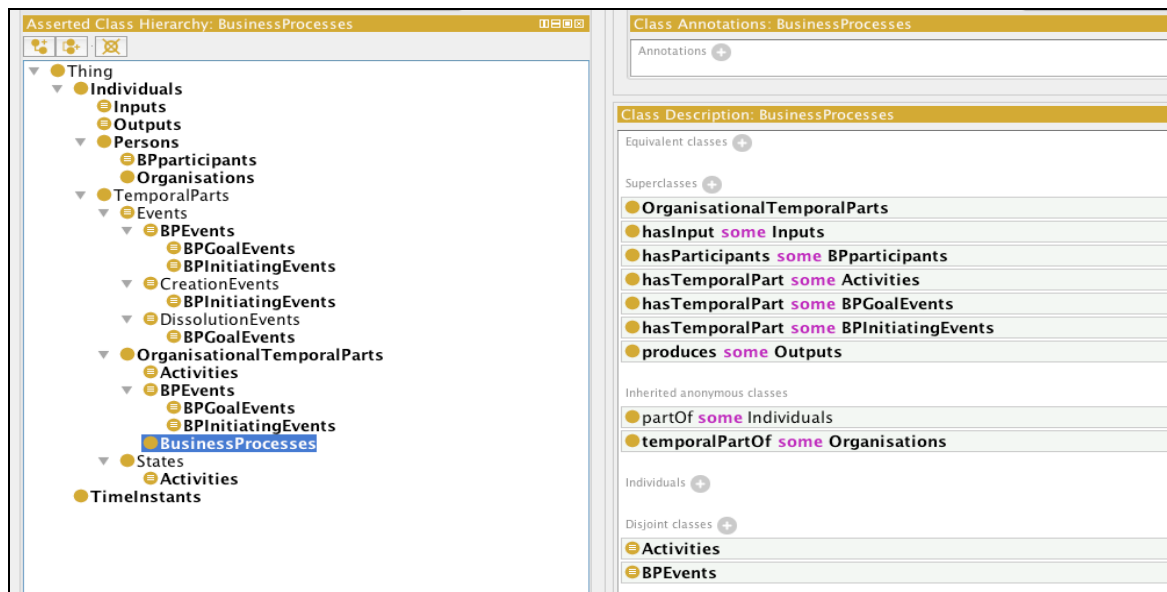 Asserted Class Hierarchy: BusinessProcesses
Thing
Individuals
Inputs
Outputs
Persons
BPparticipants
Organisations
TemporalParts
Events
BPEvents
BPGoalEvents
BPInitiatingEvents
CreationEvents
BPInitiatingEvents
DissolutionEvents
BPGoalEvents
OrganisationalTemporalParts
Activities
BPEvents
BPGoalEvents
BPInitiatingEvents
BusinessProcesses
States
Activities
TimeInstants
Class Annotations: BusinessProcesses
Annotations
Class Description: BusinessProcesses
Equivalent classes
Superclasses
OrganisationalTemporalParts
hasInput some Inputs
hasParticipants some BPparticipants
hasTemporalPart some Activities
hasTemporalPart some BPGoalEvents
hasTemporalPart some BPInitiatingEvents
produces some Outputs
Inherited anonymous classes
partOf some Individuals
temporalPartOf some Organisations
Individuals
Disjoint classes
Activities
BPEvents